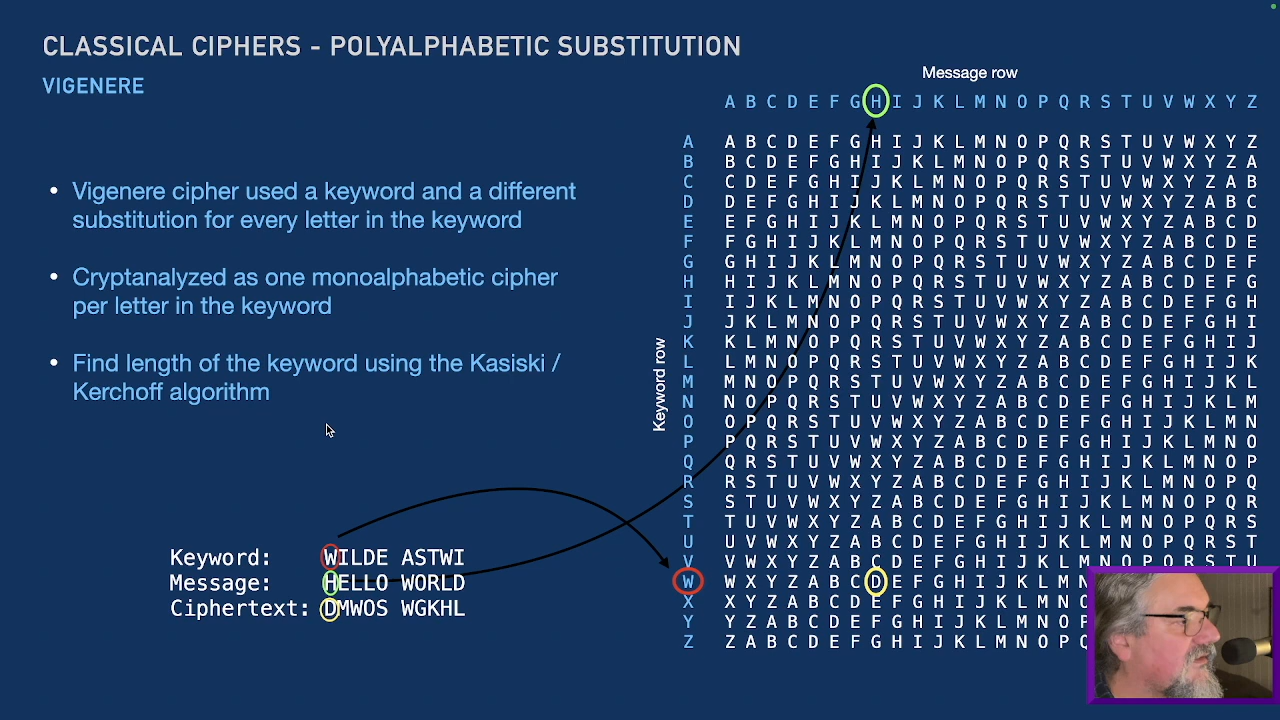 CLASSICAL CIPHERS - POLYALPHABETIC SUBSTITUTION
VIGENERE
• Vigenere cipher used a keyword and a different
substitution for every letter in the keyword
• Cryptanalyzed as one monoalphabetic cipher
per letter in the keyword
• Find length of the keyword using the Kasiski /
Kerchoff algorithm
Keyword: WILDE ASTWI
Message: HELLO WORLD
Ciphertext: DMWOS WGKHL
Message row
A B C D E F G H I J K L M N O P Q R S T U V W X Y Z
Keyword row
A A B C D E F G H I J K L M N O P Q R S T U V W X Y Z
B B C D E F G H I J K L M N O P Q R S T U V W X Y Z A
C C D E F G H I J K L M N O P Q R S T U V W X Y Z A B
D D E F G H I J K L M N O P Q R S T U V W X Y Z A B C
E E F G H I J K L M N O P Q R S T U V W X Y Z A B C D
F F G H I J K L M N O P Q R S T U V W X Y Z A B C D E
G G H I J K L M N O P Q R S T U V W X Y Z A B C D E F
H H I J K L M N O P Q R S T U V W X Y Z A B C D E F G
I I J K L M N O P Q R S T U V W X Y Z A B C D E F G H
J J K L M N O P Q R S T U V W X Y Z A B C D E F G H I
K K L M N O P Q R S T U V W X Y Z A B C D E F G H I J
L L M N O P Q R S T U V W X Y Z A B C D E F G H I J K
M M N O P Q R S T U V W X Y Z A B C D E F G H I J K L
N N O P Q R S T U V W X Y Z A B C D E F G H I J K L M
O O P Q R S T U V W X Y Z A B C D E F G H I J K L M N
P P Q R S T U V W X Y Z A B C D E F G H I J K L M N O
Q Q R S T U V W X Y Z A B C D E F G H I J K L M N O P
R R S T U V W X Y Z A B C D E F G H I J K L M N O P Q
S S T U V W X Y Z A B C D E F G H I J K L M N O P Q R
T T U V W X Y Z A B C D E F G H I J K L M N O P Q R S
U U V W X Y Z A B C D E F G H I J K L M N O P Q R S T
V V W X Y Z A B C D E F G H I J K L M N O P Q R S T U
W W X Y Z A B C D E F G H I J K L M N
X X Y Z A B C D E F G H I J K L M N O P
Y Y Z A B C D E F G H I J K L M N O P
Z Z A B C D E F G H I J K L M N O P Q